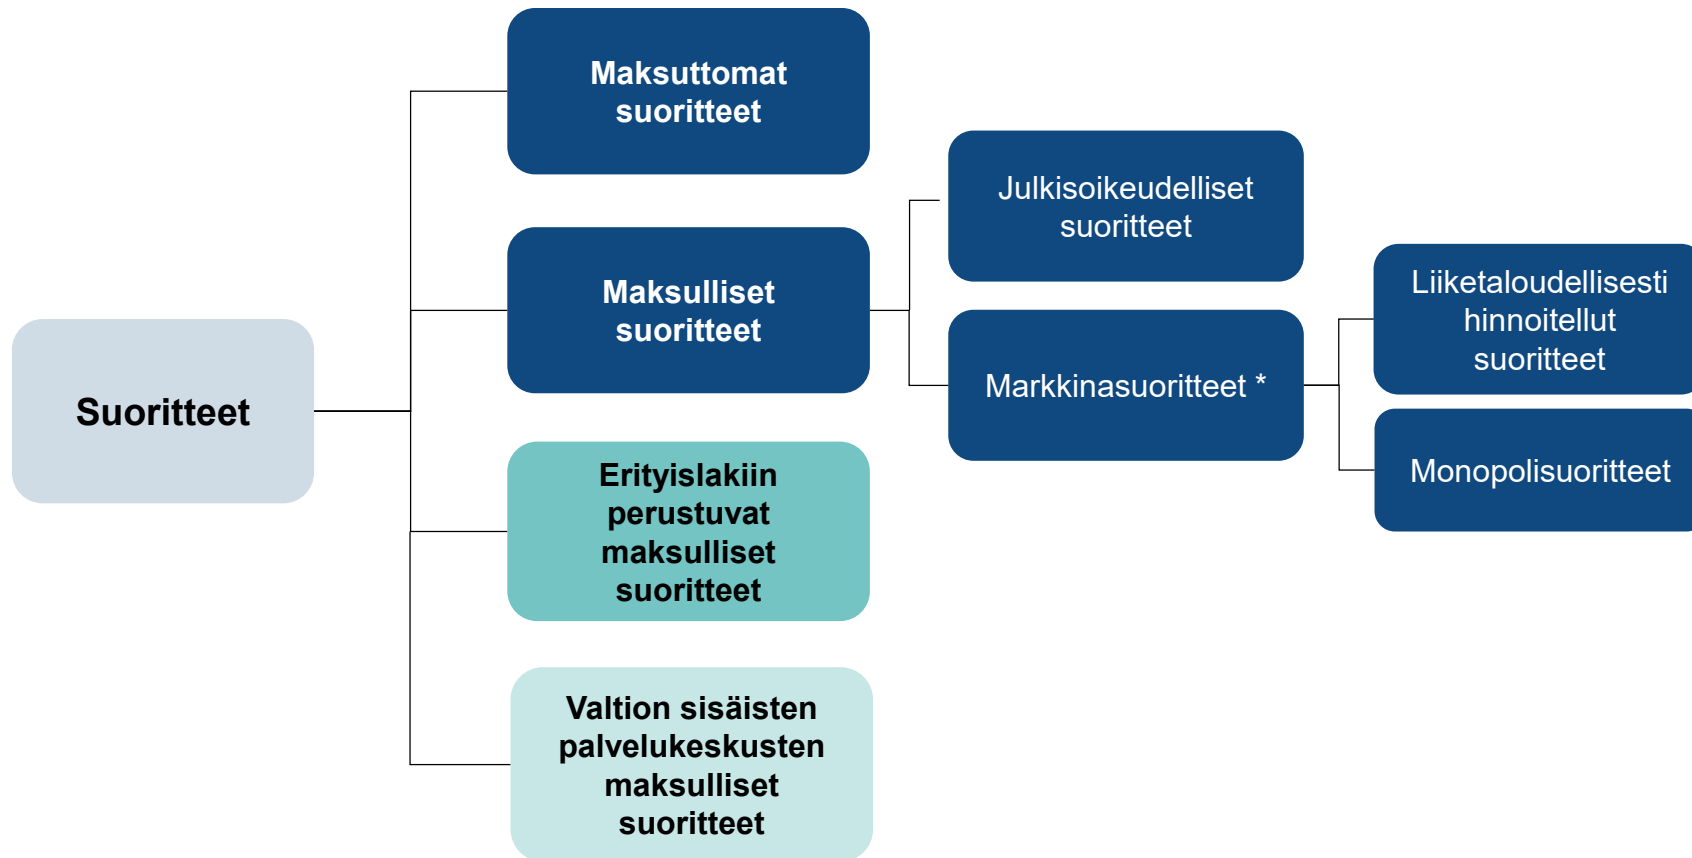 Maksuttomat
suoritteet
Julkisoikeudelliset
suoritteet
Maksulliset
suoritteet
Liiketaloudellisesti
hinnoitellut
suoritteet
Markkinasuoritteet *
Suoritteet
Monopolisuoritteet
Erityislakiin
perustuvat
maksulliset
suoritteet
Valtion sisäisten
palvelukeskusten
maksulliset
suoritteet